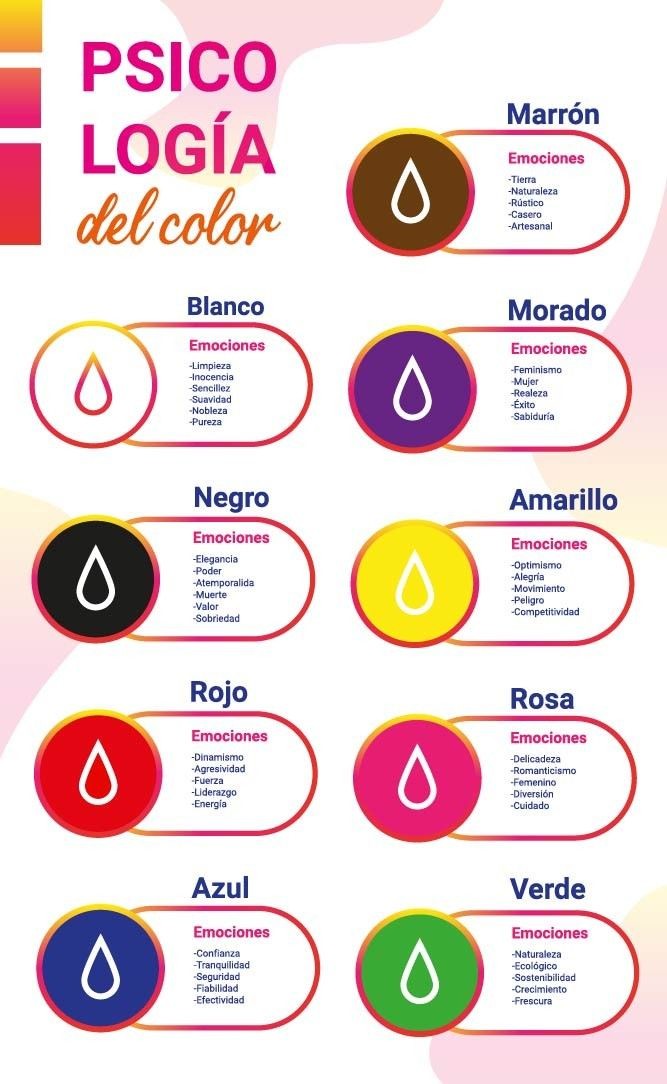 PSICO
LOGÍA
del color
Marrón
Emociones
-Tierra
-Naturaleza
-Rústico
-Casero
-Artesanal
Blanco
Emociones
-Limpieza
-Inocencia
-Sencillez
-Suavidad
-Nobleza
-Pureza
Morado
Emociones
-Feminismo
-Mujer
-Realeza
-Éxito
-Sabiduría
Negro
Emociones
-Elegancia
-Poder
-Atemporalida
-Muerte
-Valor
-Sobriedad
Amarillo
Emociones
-Optimismo
-Alegría
-Movimiento
-Peligro
-Competitividad
Rojo
Emociones
-Dinamismo
-Agresividad
-Fuerza
-Liderazgo
-Energía
Rosa
Emociones
-Delicadeza
-Romanticismo
-Femenino
-Diversión
-Cuidado
Azul
Emociones
-Confianza
-Tranquilidad
-Seguridad
-Fiabilidad
-Efectividad
Verde
Emociones
-Naturaleza
-Ecológico
-Sostenibilidad
-Crecimiento
-Frescura